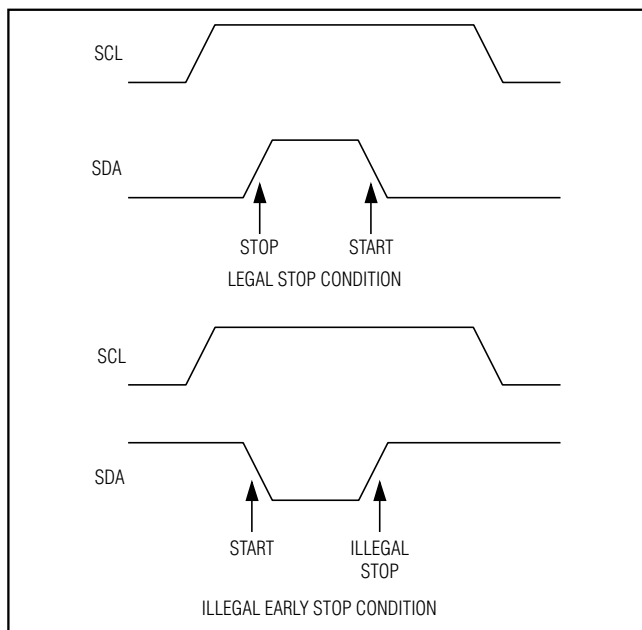 SCL
SDA
STOP START
LEGAL STOP CONDITION
SCL
SDA
START ILLEGAL
STOP
ILLEGAL EARLY STOP CONDITION